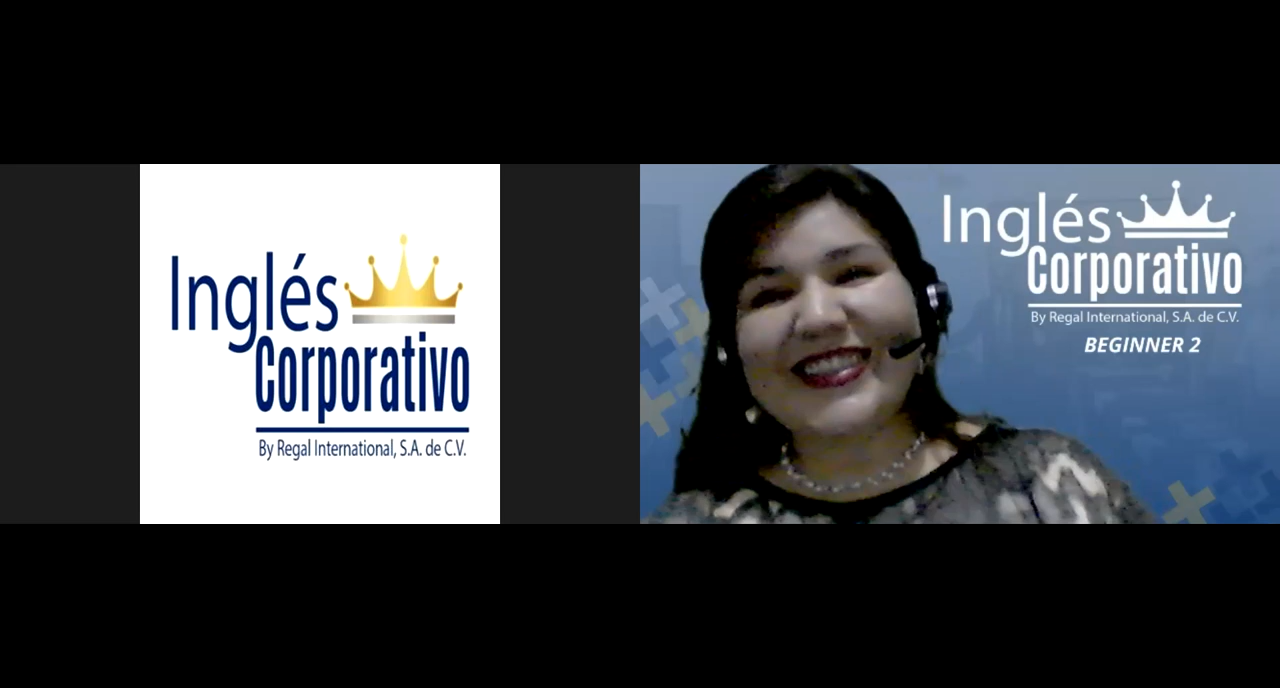 Inglés
Corporativo
By Regal International, S.A. de C.V.
Inglés
Corporativo
By Regal International, S.A. de C.V.
BEGINNER 2